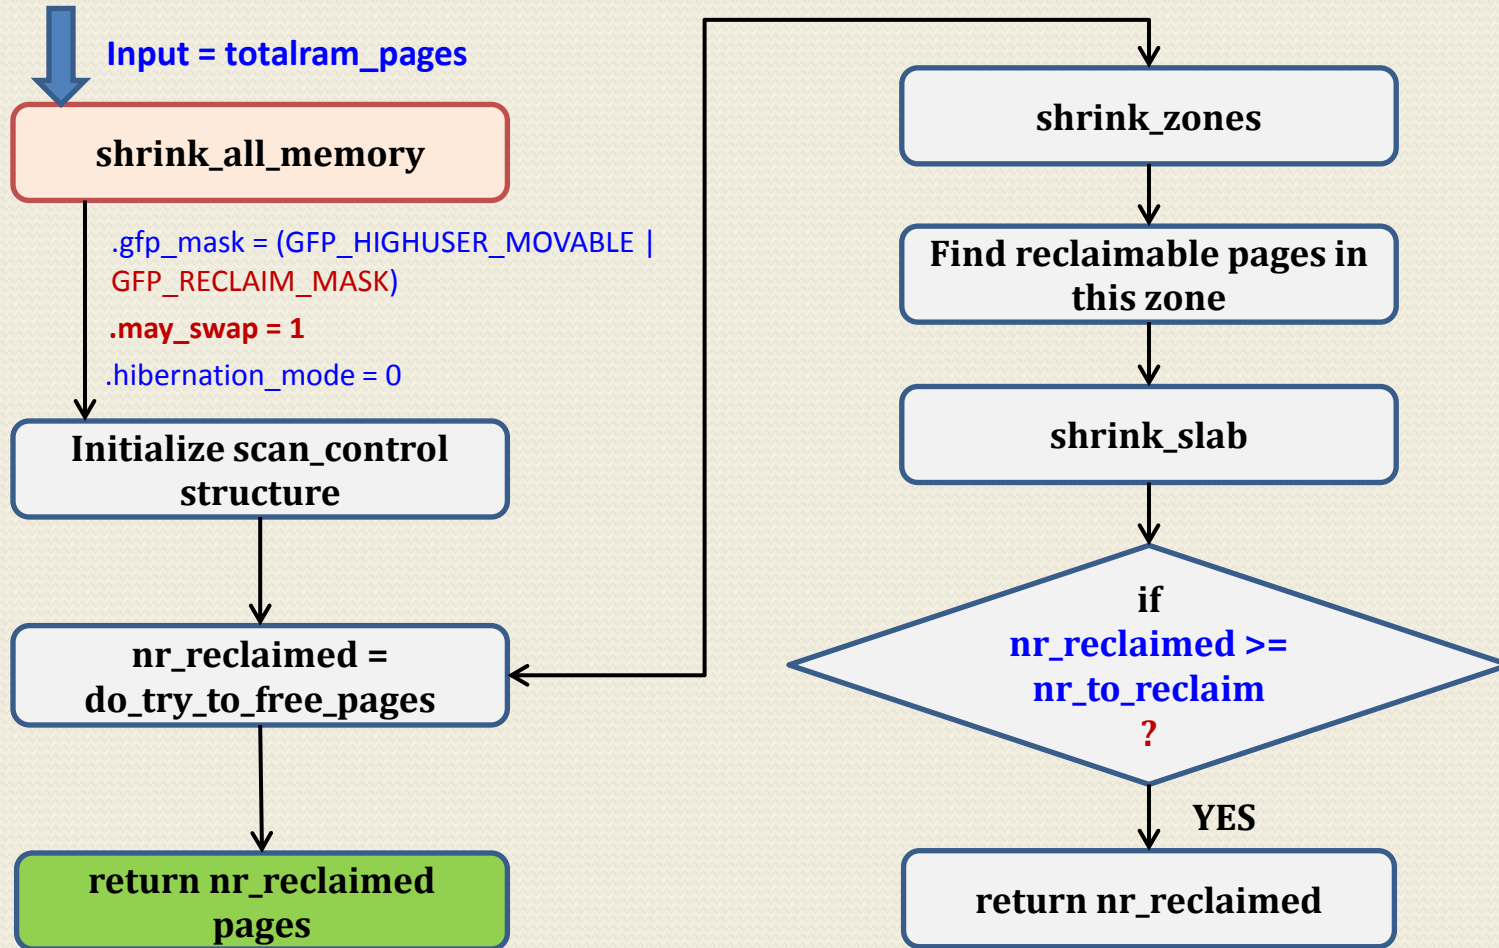 Input = totalram_pages
shrink_all_memory
.gfp_mask = (GFP_HIGHUSER_MOVABLE |
GFP_RECLAIM_MASK)
.may_swap = 1
.hibernation_mode = 0
Initialize scan_control
structure
nr_reclaimed =
do_try_to_free_pages
return nr_reclaimed
pages
shrink_zones
Find reclaimable pages in
this zone
shrink_slab
if
nr_reclaimed >=
nr_to_reclaim
?
YES
return nr_reclaimed